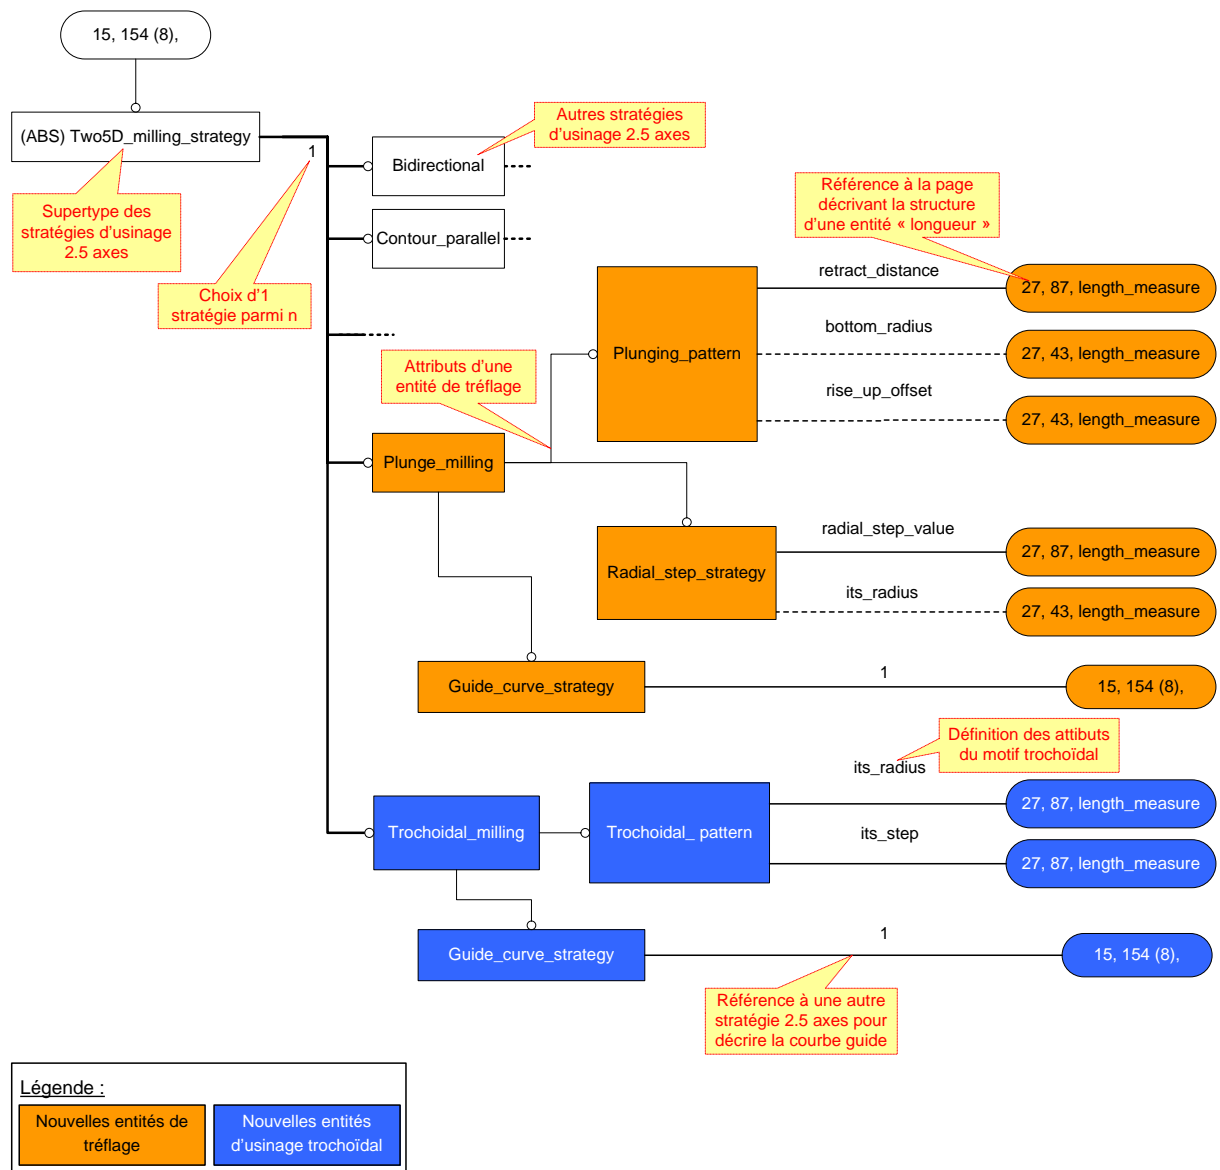 15, 154 (8),
(ABS) Two5D_milling_strategy
1
Supertype des
stratégies d'usinage
2.5 axes
Choix d'1
stratégie parmi n
Autres stratégies
d'usinage 2.5 axes
Bidirectional
Contour_parallel
Référence à la page
décrivant la structure
d'une entité « longueur »
Attributs d'une
entité de tréflage
Plunging_pattern
retract_distance
27, 87, length_measure
bottom_radius
27, 43, length_measure
rise_up_offset
27, 43, length_measure
Plunge_milling
Radial_step_strategy
radial_step_value
27, 87, length_measure
its_radius
27, 43, length_measure
Guide_curve_strategy
1
15, 154 (8),
Définition des attibuts
du motif trochoïdal
its_radius
27, 87, length_measure
Trochoidal_milling
Trochoidal_ pattern
its_step
27, 87, length_measure
Guide_curve_strategy
1
15, 154 (8),
Référence à une autre
stratégie 2.5 axes pour
décrire la courbe guide
Légende :
Nouvelles entités de
tréflage
Nouvelles entités
d'usinage trochoïdal